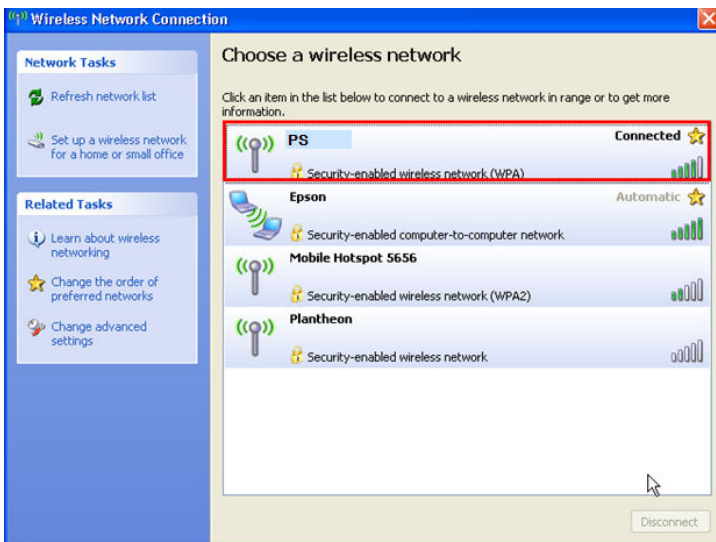 Wireless Network Connection
Network Tasks
Refresh network list
Set up a wireless network
for a home or small office
Related Tasks
Learn about wireless
networking
Change the order of
preferred networks
Change advanced
settings
Choose a wireless network
Click an item in the list below to connect to a wireless network in range or to get more
information.
PS Connected
Security-enabled wireless network (WPA)
Epson Automatic
Security-enabled computer-to-computer network
Mobile Hotspot 5656
Security-enabled wireless network (WPA2)
Plantheon
Security-enabled wireless network
Disconnect